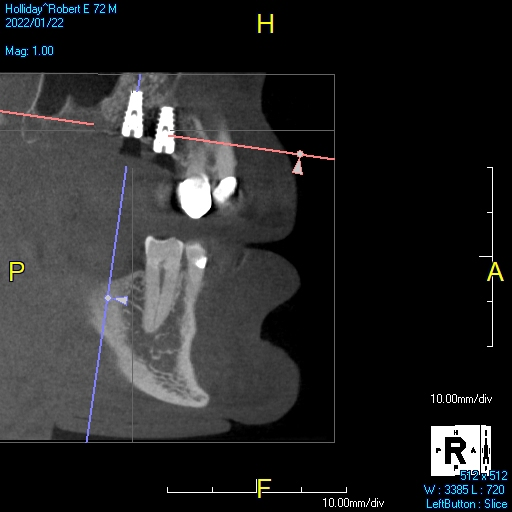 Holliday^Robert E 72 M
2022/01/22
Mag: 1.00
H
P
A
10.00mm/div
H
R
F
512 x 512
W : 3385 L : 720
LeftButton : Slice
F
10.00mm/div